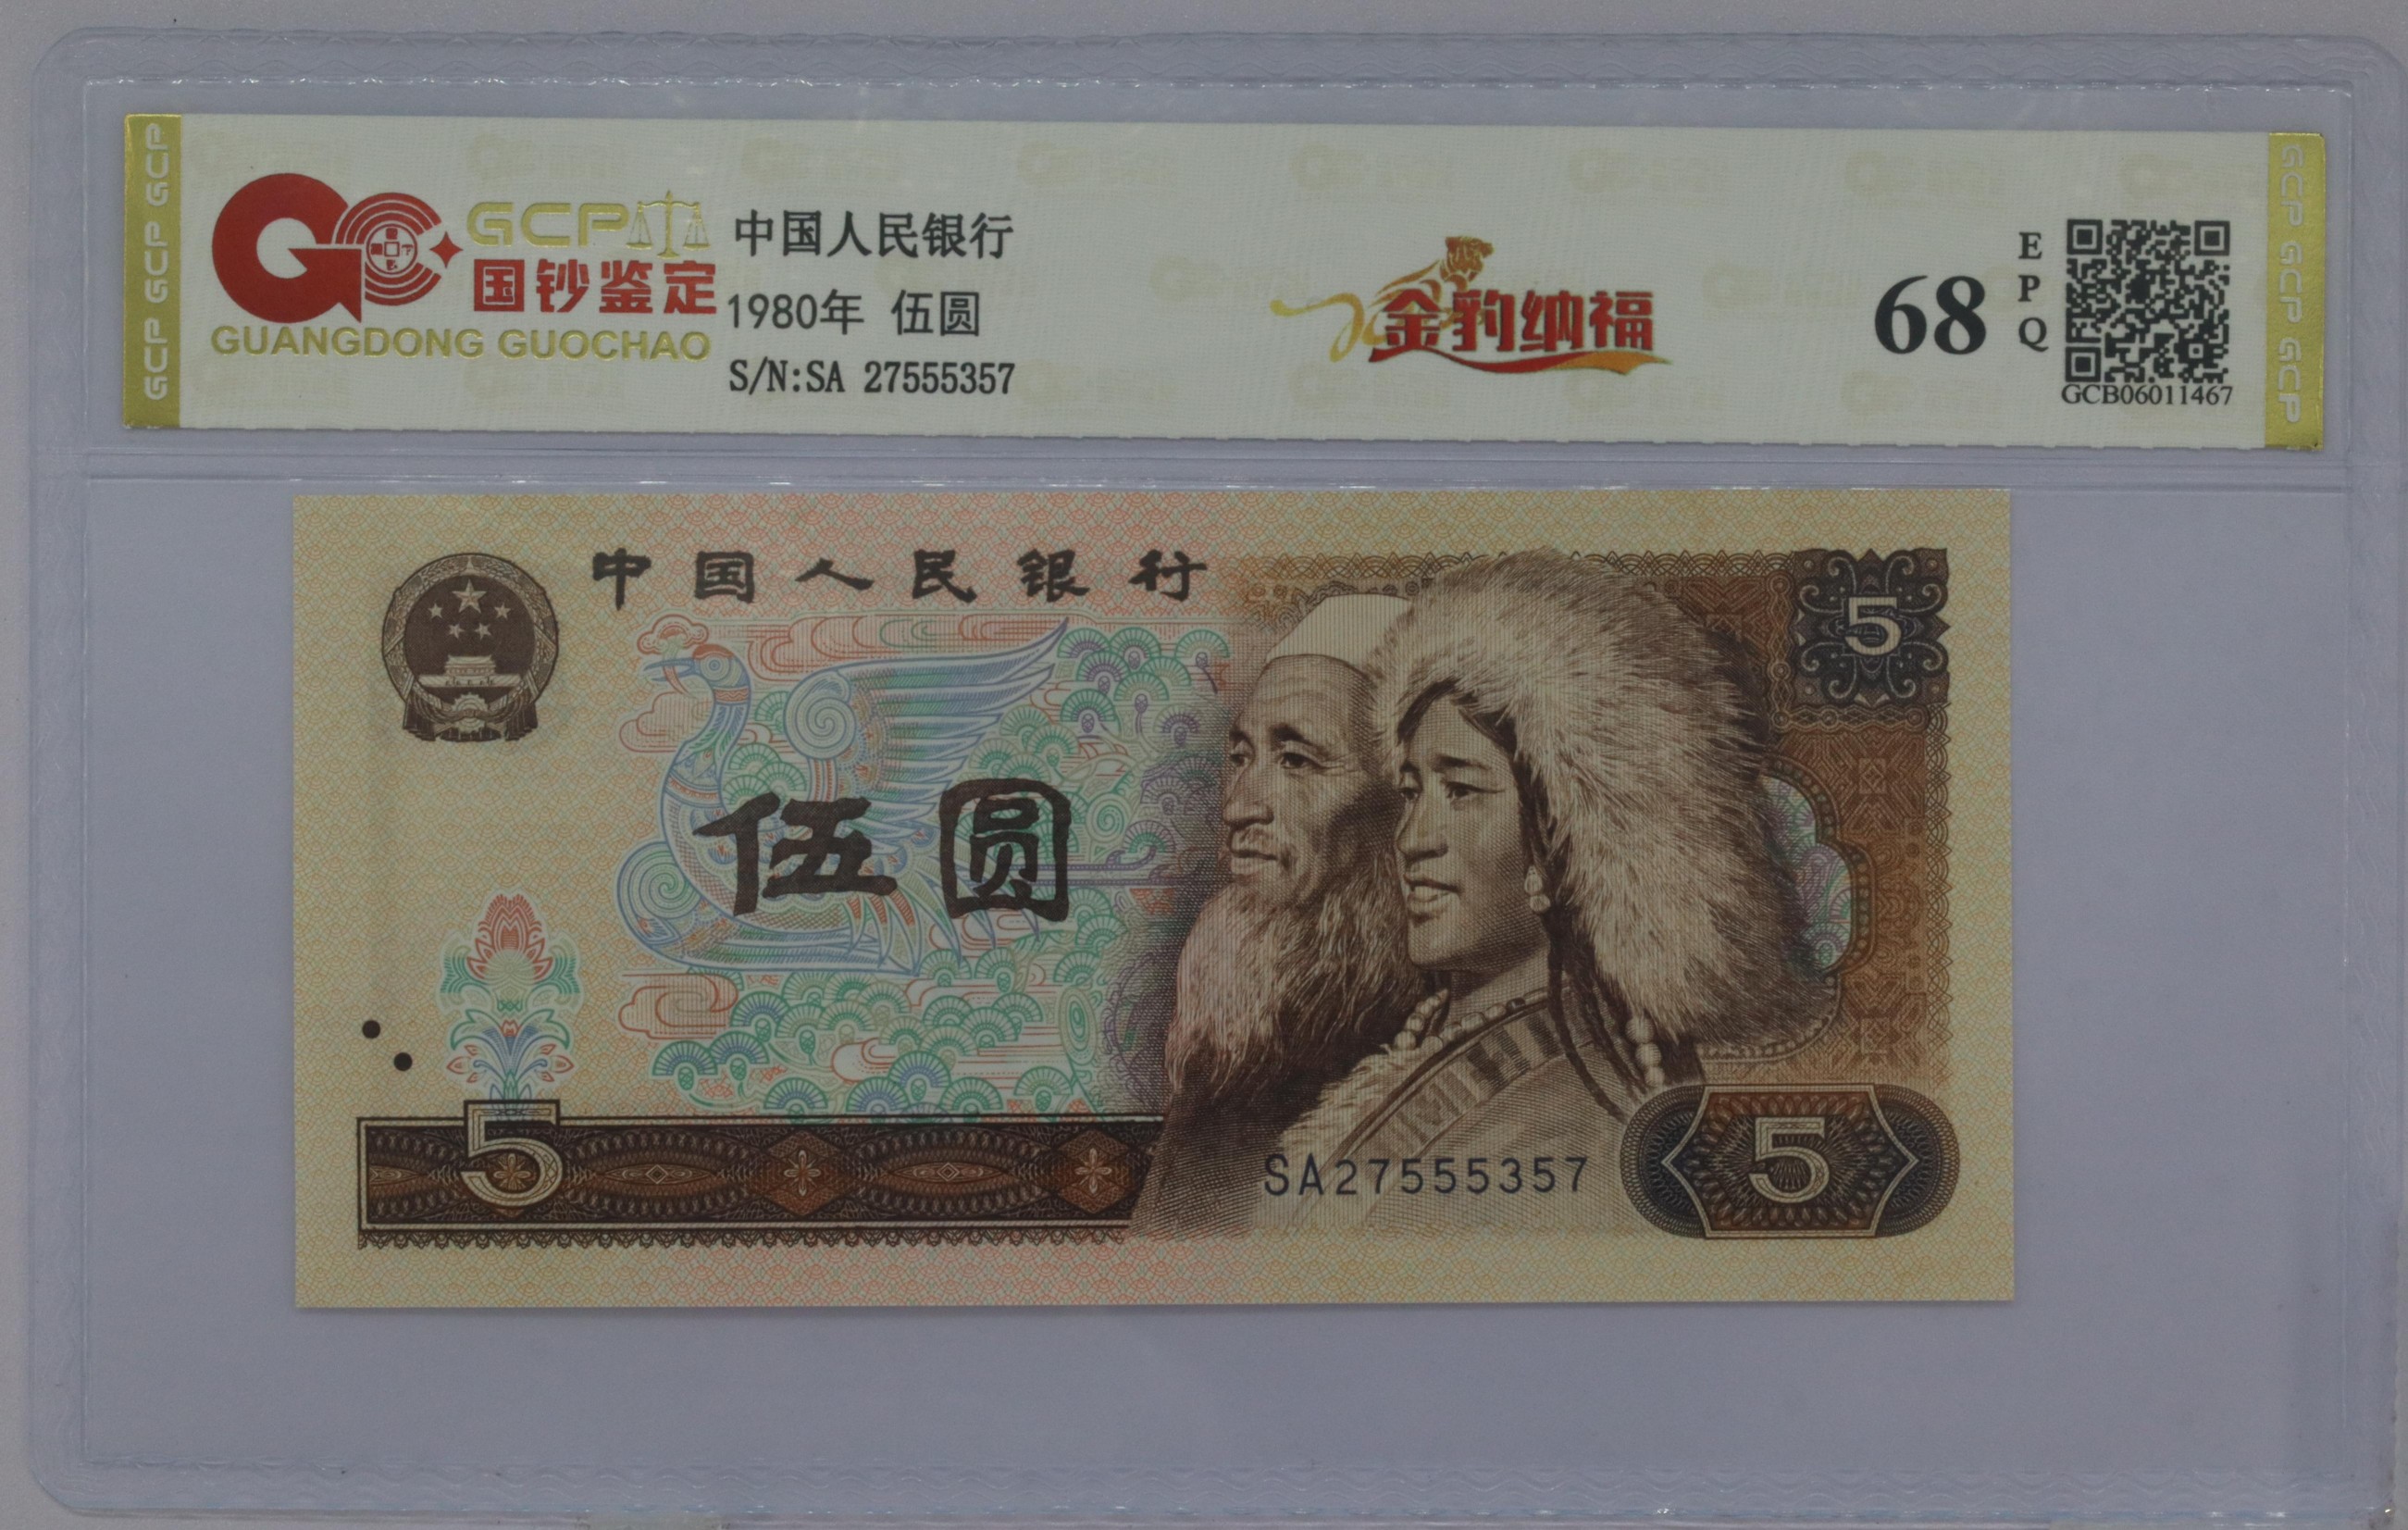 GCP GCP GCP
GCP
国钞鉴定
GUANGDONG GUOCHAO
中国人民银行
1980年 伍圆
S/N:SA 27555357
金豹纳福
68
EPQ
GCB06011467
GCP GCP GCP
中国人民银行
5
伍圆
5
SA27555357
5